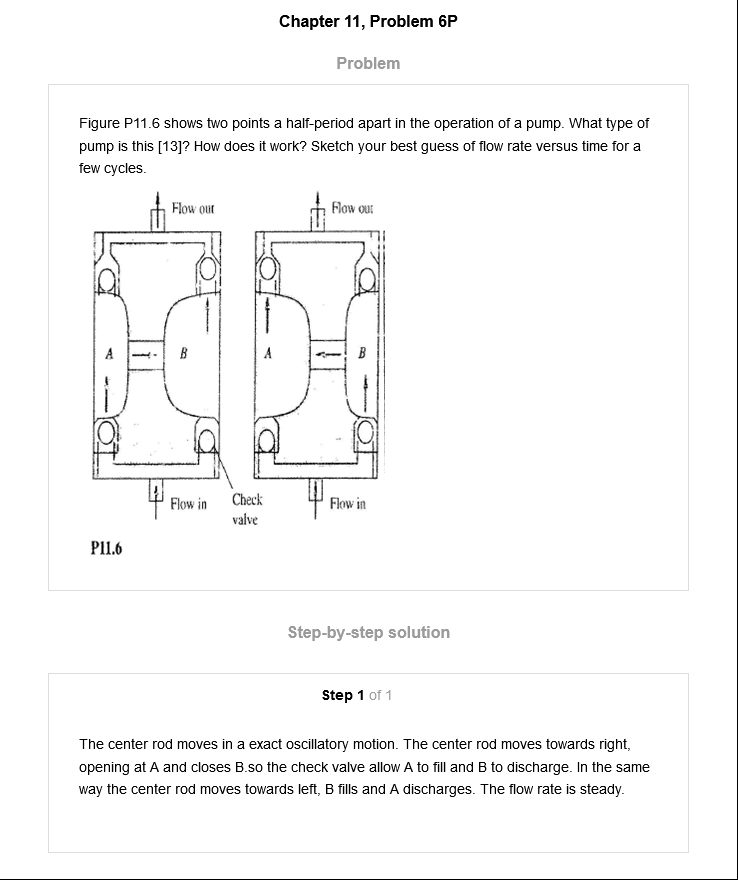 Chapter 11, Problem 6P
Problem
Figure P11.6 shows two points a half-period apart in the operation of a pump. What type of
pump is this [13]? How does it work? Sketch your best guess of flow rate versus time for a
few cycles.
Flow out
Flow out
A
B
A
B
Flow in
Check
valve
Flow in
P11.6
Step-by-step solution
Step 1 of 1
The center rod moves in a exact oscillatory motion. The center rod moves towards right,
opening at A and closes B.so the check valve allow A to fill and B to discharge. In the same
way the center rod moves towards left, B fills and A discharges. The flow rate is steady.